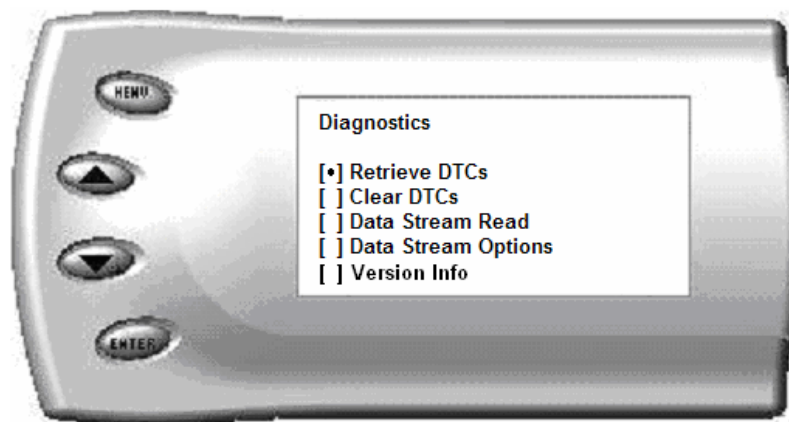 MENU
Diagnostics
[•] Retrieve DTCs
[ ] Clear DTCs
[ ] Data Stream Read
[ ] Data Stream Options
[ ] Version Info
ENTER